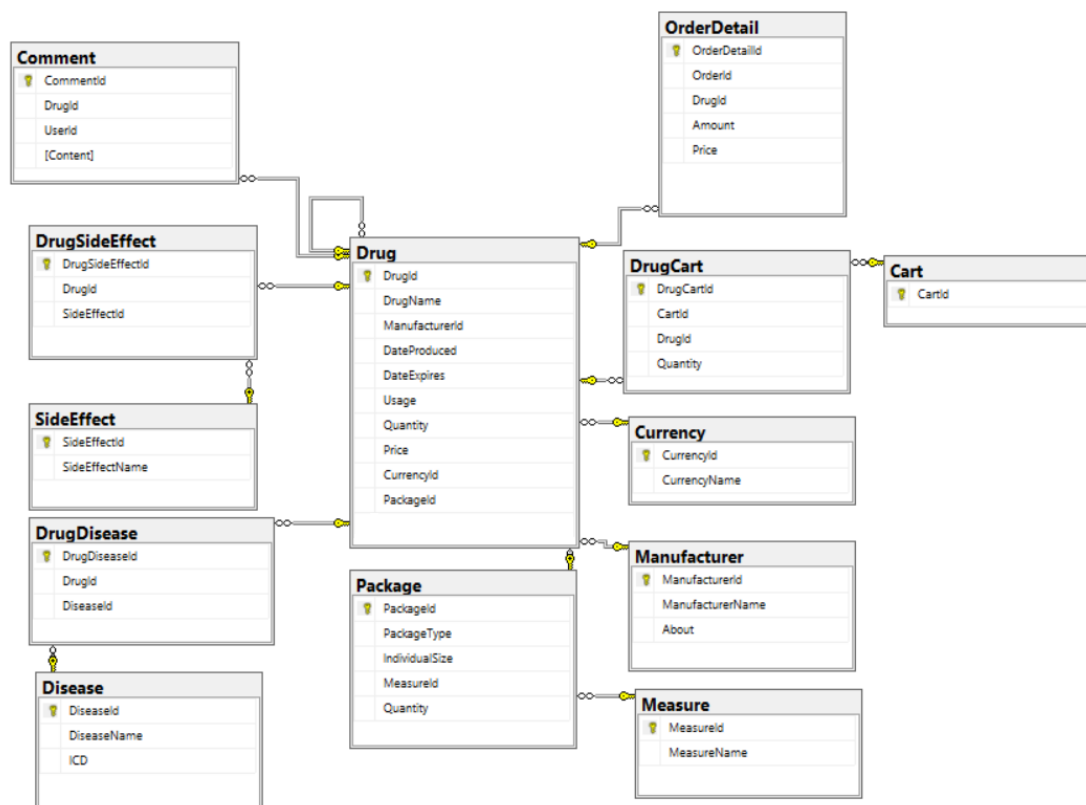 Comment
CommentId
DrugId
UserId
[Content]
OrderDetail
OrderDetailId
OrderId
DrugId
Amount
Price
DrugSideEffect
DrugSideEffectId
DrugId
SideEffectId
Drug
DrugId
DrugName
ManufacturerId
DateProduced
DateExpires
Usage
Quantity
Price
CurrencyId
PackageId
DrugCart
DrugCartId
CartId
DrugId
Quantity
Cart
CartId
SideEffect
SideEffectId
SideEffectName
Currency
CurrencyId
CurrencyName
DrugDisease
DrugDiseaseId
DrugId
DiseaseId
Package
PackageId
PackageType
IndividualSize
MeasureId
Quantity
Manufacturer
ManufacturerId
ManufacturerName
About
Disease
DiseaseId
DiseaseName
ICD
Measure
MeasureId
MeasureName